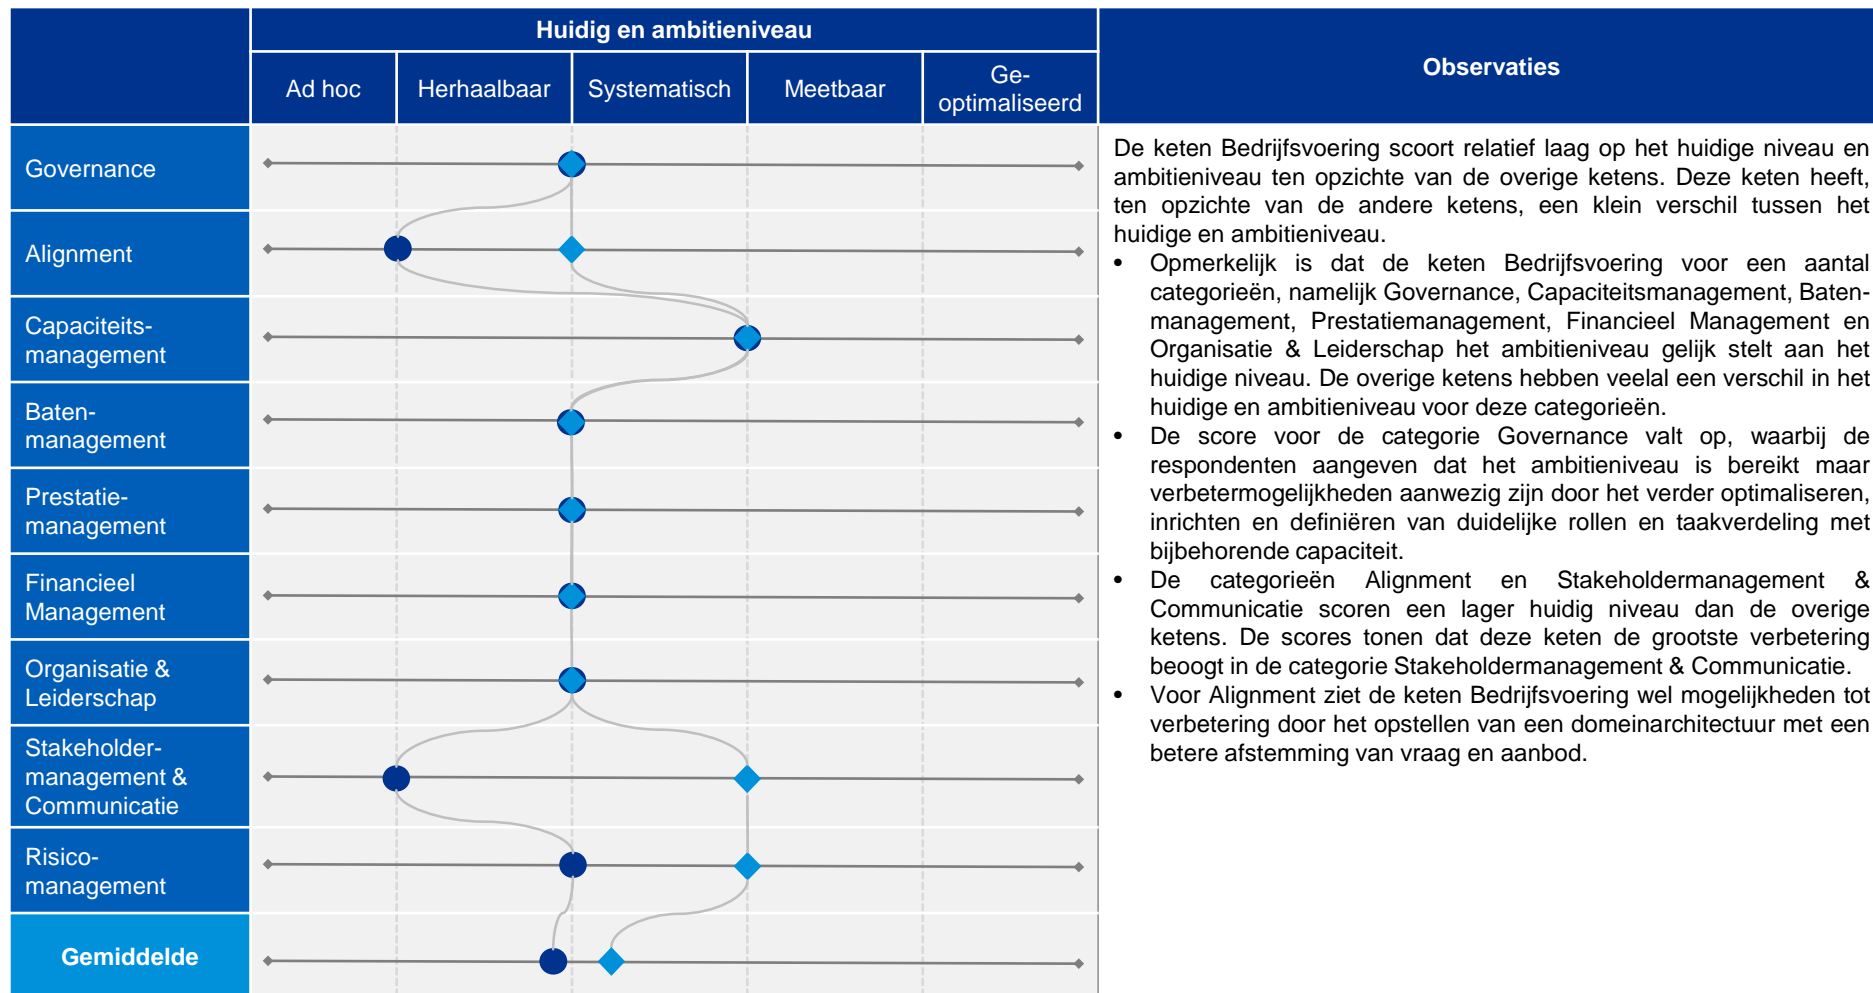 Huidig en ambitieniveau
Observaties
Ad hoc
Herhaalbaar
Systematisch
Meetbaar
Ge-
optimaliseerd
Governance
Alignment
Capaciteits-
management
Baten-
management
Prestatie-
management
Financieel
Management
Organisatie &
Leiderschap
Stakeholder-
management &
Communicatie
Risico-
management
Gemiddelde
De keten Bedrijfsvoering scoort relatief laag op het huidige niveau en
ambitieniveau ten opzichte van de overige ketens. Deze keten heeft,
ten opzichte van de andere ketens, een klein verschil tussen het
huidige en ambitieniveau.
• Opmerkelijk is dat de keten Bedrijfsvoering voor een aantal
categorieën, namelijk Governance, Capaciteitsmanagement, Baten-
management, Prestatiemanagement, Financieel Management en
Organisatie & Leiderschap het ambitieniveau gelijk stelt aan het
huidige niveau. De overige ketens hebben veelal een verschil in het
huidige en ambitieniveau voor deze categorieën.
• De score voor de categorie Governance valt op, waarbij de
respondenten aangeven dat het ambitieniveau is bereikt maar
verbetermogelijkheden aanwezig zijn door het verder optimaliseren,
inrichten en definiëren van duidelijke rollen en taakverdeling met
bijbehorende capaciteit.
• De categorieën Alignment en Stakeholdermanagement &
Communicatie scoren een lager huidig niveau dan de overige
ketens. De scores tonen dat deze keten de grootste verbetering
beoogt in de categorie Stakeholdermanagement & Communicatie.
• Voor Alignment ziet de keten Bedrijfsvoering wel mogelijkheden tot
verbetering door het opstellen van een domeinarchitectuur met een
betere afstemming van vraag en aanbod.